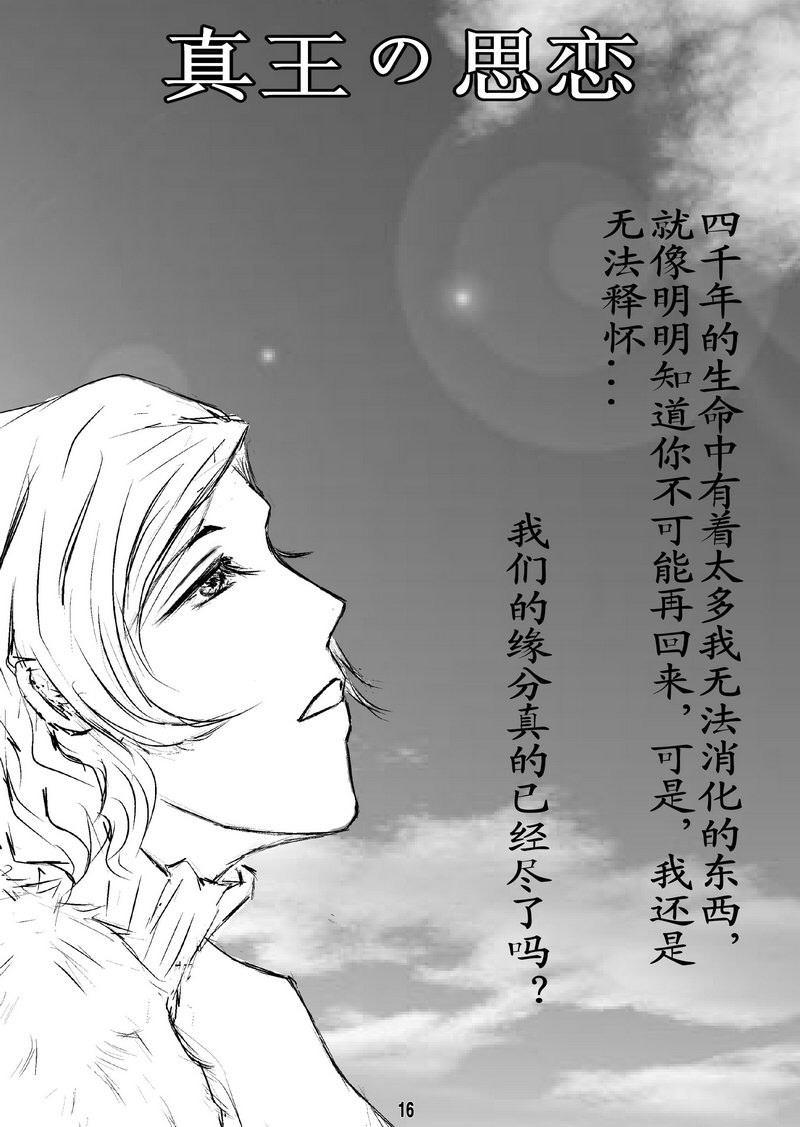 真王の思恋
四千年的生命中有着太多我无法消化的东西，
就像明明知道你不可能再回来，可是，我还是
无法释怀...
我们的缘分真的已经尽了吗？
16